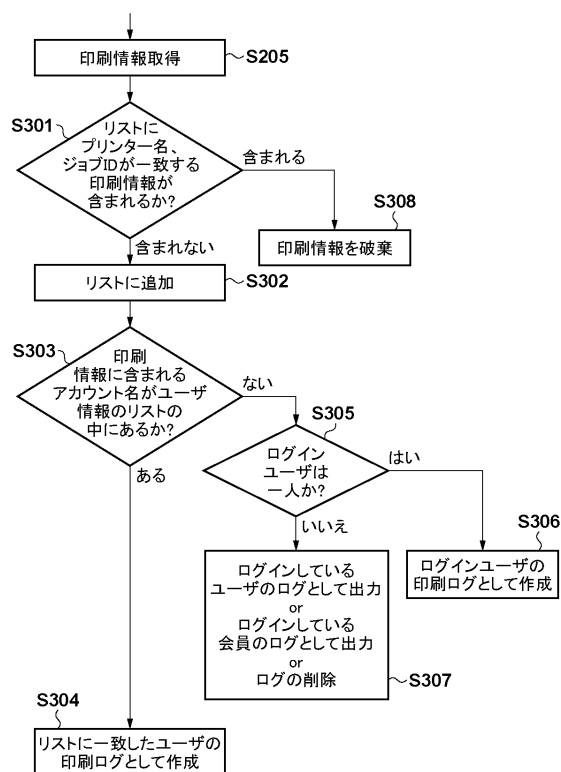 印刷情報取得
S205
S301
リストに
プリンター名、
ジョブIDが一致する
印刷情報が
含まれるか?
含まれる
S308
印刷情報を破棄
含まれない
リストに追加
S302
S303
印刷
情報に含まれる
アカウント名がユーザ
情報のリストの
中にあるか?
ない
S305
ログイン
ユーザは
一人か?
はい
ある
いいえ
S306
ログインユーザの
印刷ログとして作成
ログインしている
ユーザのログとして出力
or
ログインしている
会員のログとして出力
or
ログの削除
S307
S304
リストに一致したユーザの
印刷ログとして作成